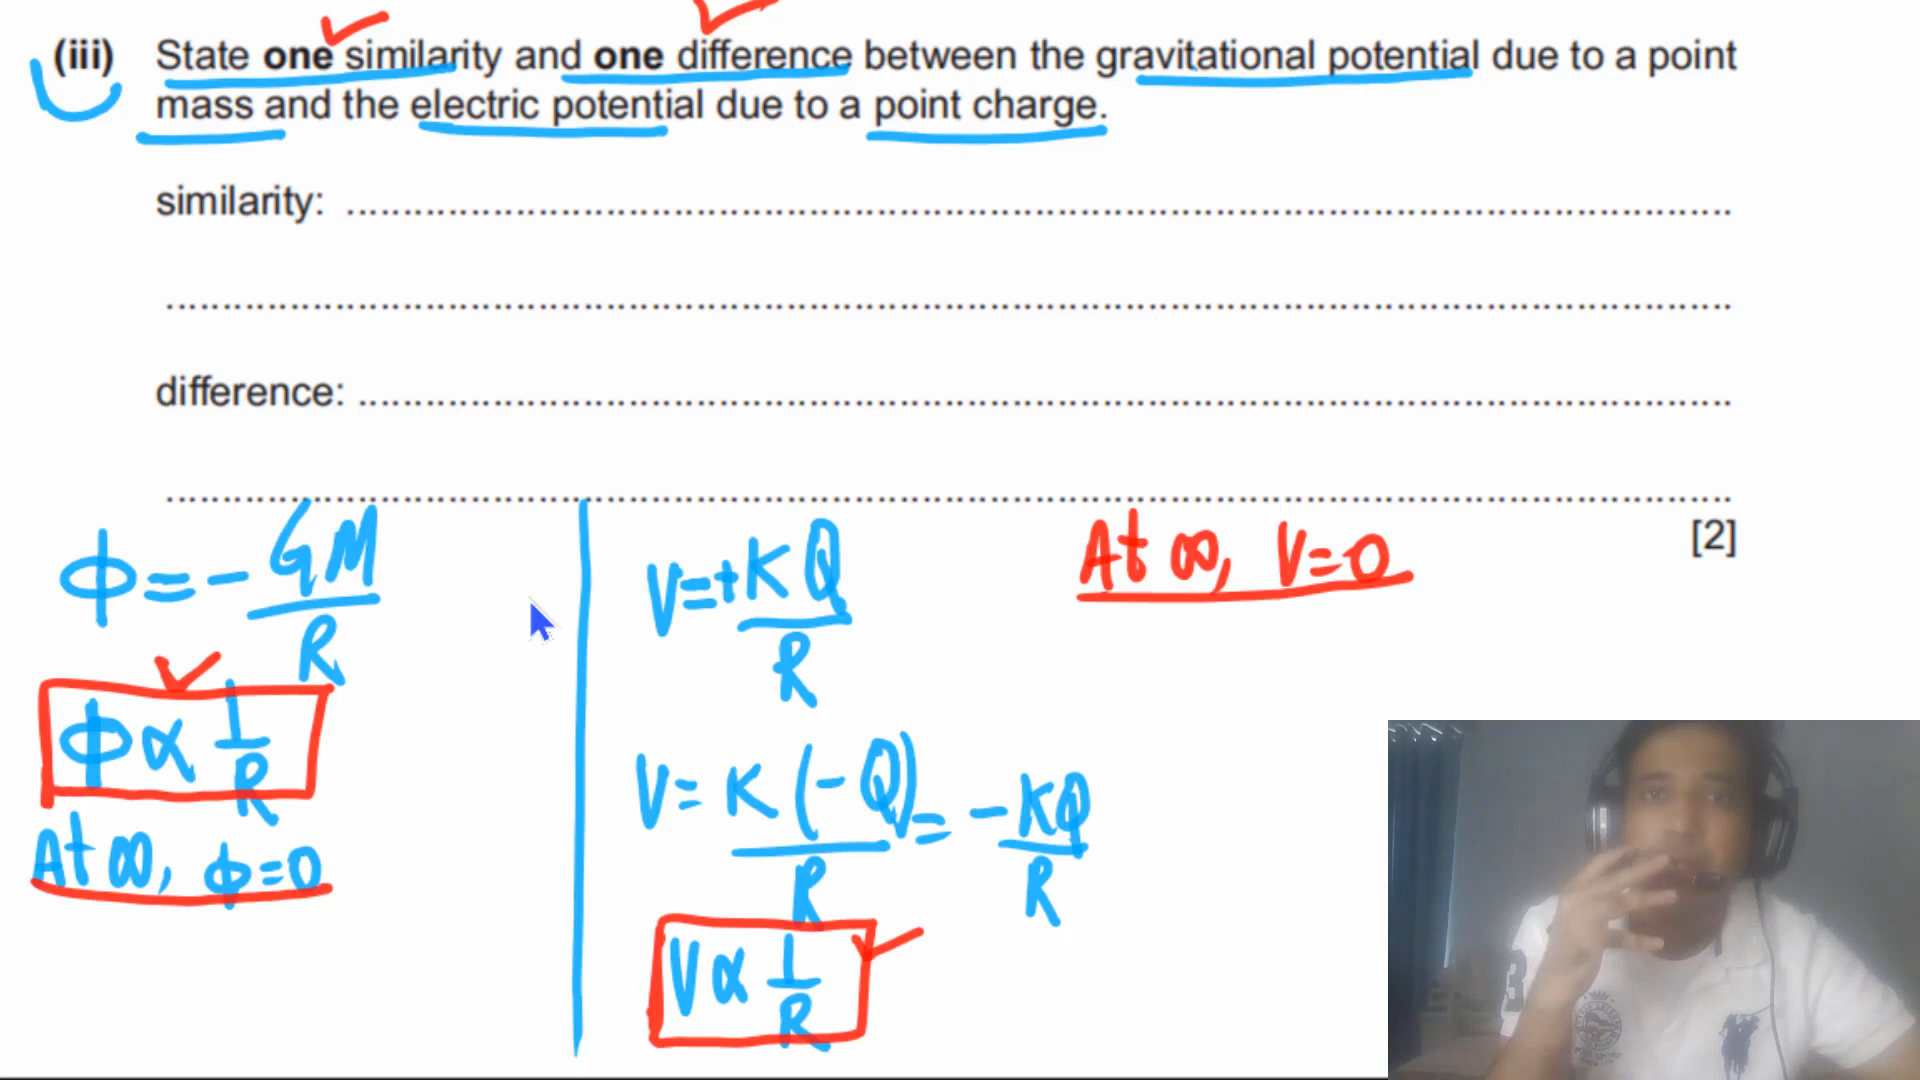 (iii) State one similarity and one difference between the gravitational potential due to a point
mass and the electric potential due to a point charge.
similarity: ................................................................
................................................................
difference: ................................................................
................................................................
[2]
ϕ = - GM/R
ϕ ∝ 1/R
At ∞, ϕ = 0
V = + KQ/R
V = K(-Q)/R = - KQ/R
V ∝ 1/R
At ∞, V = 0
3